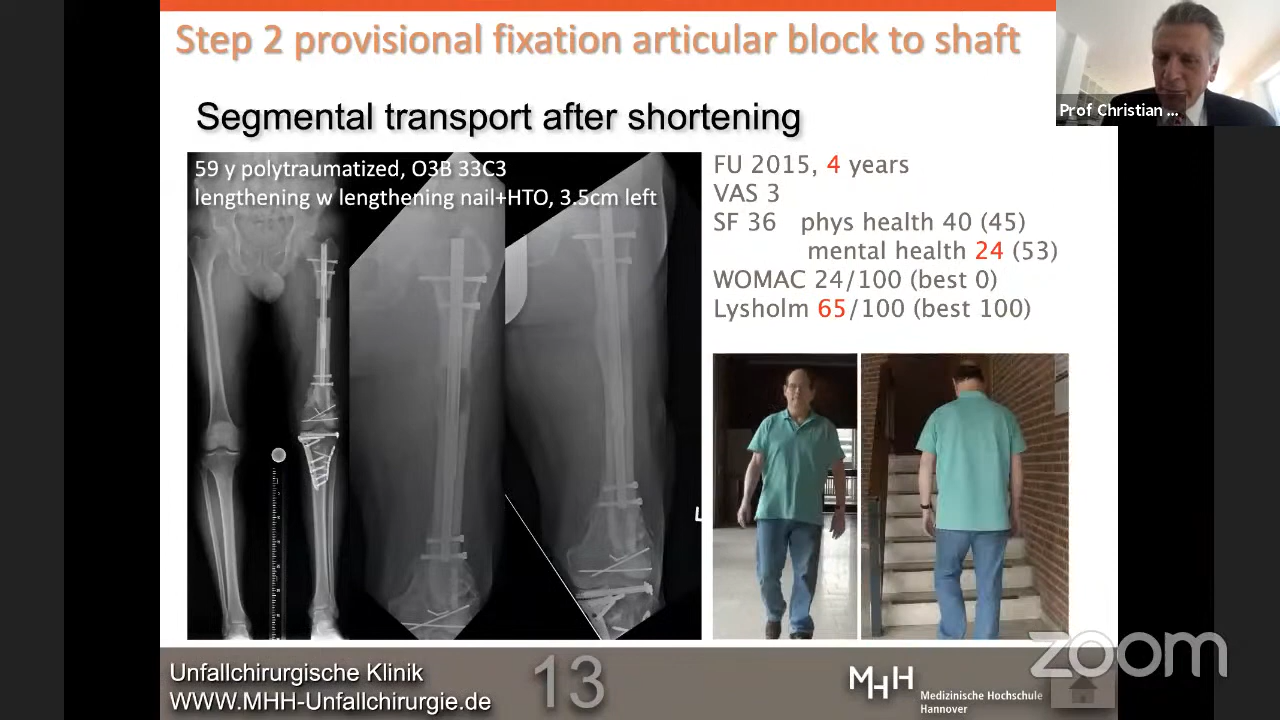 Step 2 provisional fixation articular block to shaft
Prof Christian ...
Segmental transport after shortening
59 y polytraumatized, O3B 33C3
lengthening w lengthening nail+HTO, 3.5cm left
FU 2015, 4 years
VAS 3
SF 36 phys health 40 (45)
mental health 24 (53)
WOMAC 24/100 (best 0)
Lysholm 65/100 (best 100)
L
Unfallchirurgische Klinik
WWW.MHH-Unfallchirurgie.de
13
MHH
Medizinische Hochschule
Hannover
zoom